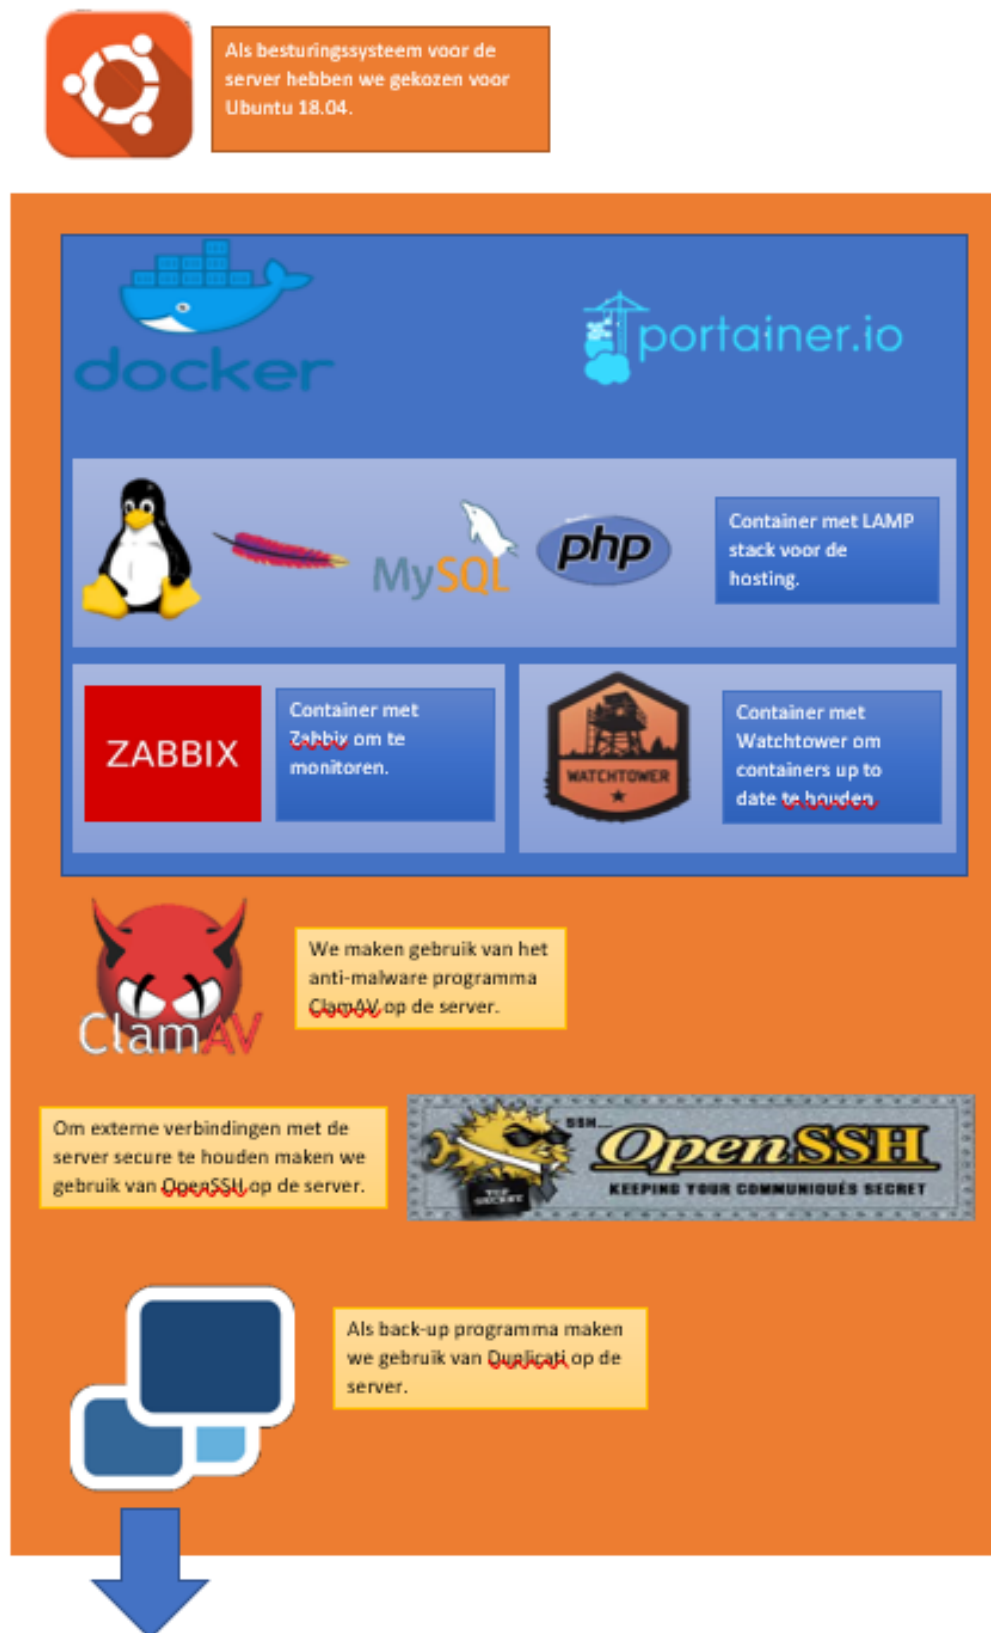 Als besturingssysteem voor de
server hebben we gekozen voor
Ubuntu 18.04.
docker
portainer.io
MySQL
php
Container met LAMP
stack voor de
hosting.
ZABBIX
Container met
Zabbix om te
monitoren.
WATCHTOWER
Container met
Watchtower om
containers up to
date te houden.
ClamAV
We maken gebruik van het
anti-malware programma
ClamAV op de server.
Om externe verbindingen met de
server secure te houden maken we
gebruik van OpenSSH op de server.
SSH...
OpenSSH
TOP
SECRET
KEEPING YOUR COMMUNIQUÉS SECRET
Als back-up programma maken
we gebruik van Duplicati op de
server.